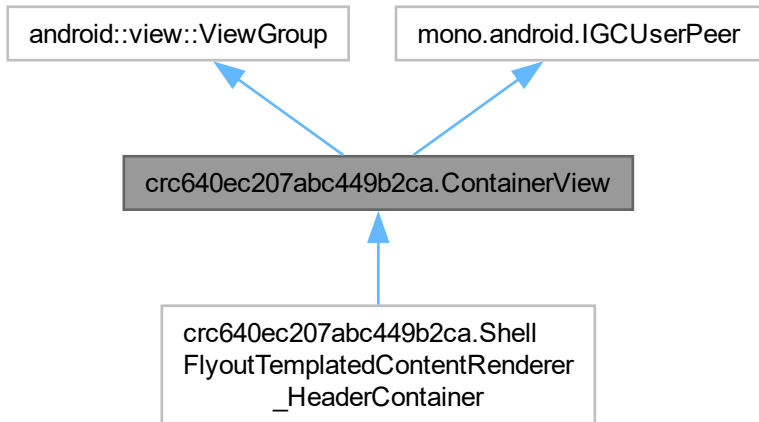 android::view::ViewGroup
mono.android.IGCUserPeer
crc640ec207abc449b2ca.ContainerView
crc640ec207abc449b2ca.Shell
FlyoutTemplatedContentRenderer
_HeaderContainer